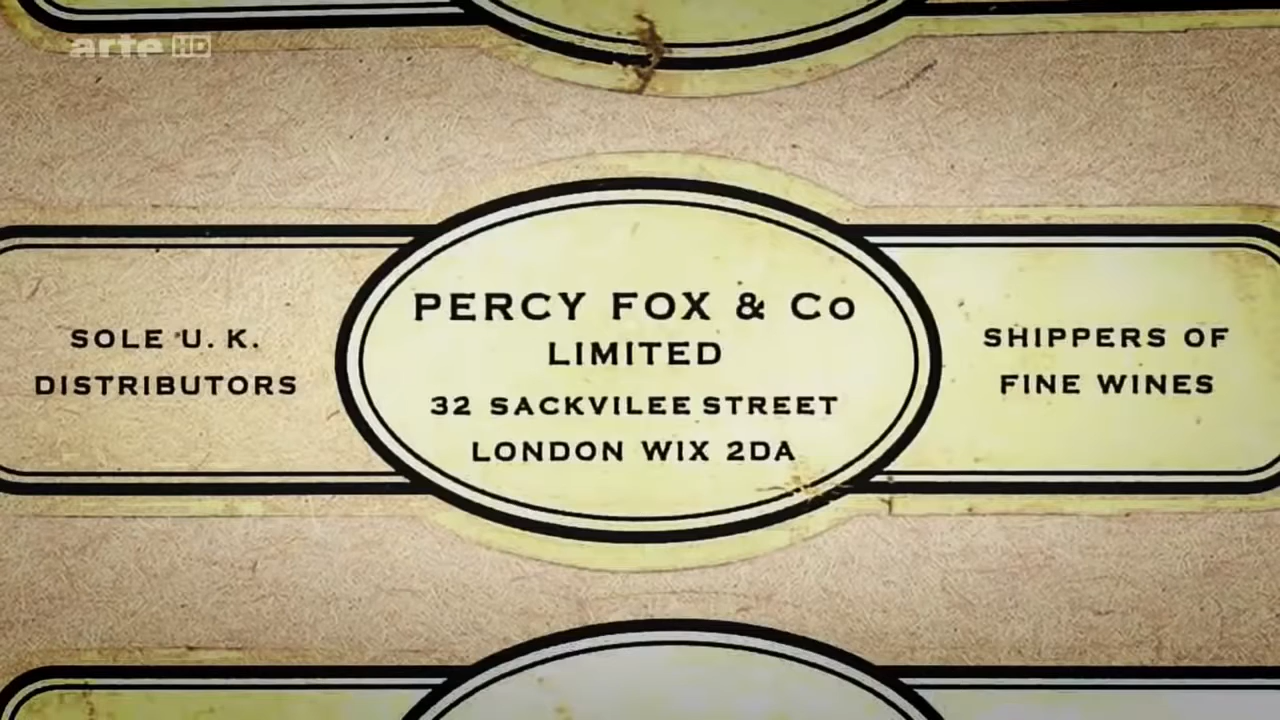 arte HD
PERCY FOX & Co
LIMITED
32 SACKVILEE STREET
LONDON WIX 2DA
SOLE U. K.
DISTRIBUTORS
SHIPPERS OF
FINE WINES